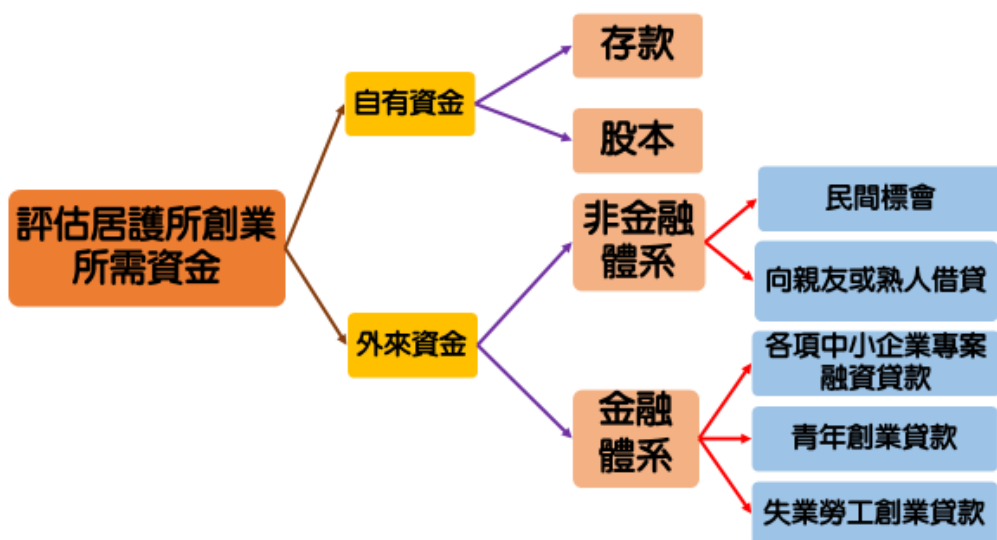 存款
自有資金
股本
評估居護所創業
所需資金
非金融
體系
民間標會
向親友或熟人借貸
外來資金
金融
體系
各項中小企業專案
融資貸款
青年創業貸款
失業勞工創業貸款